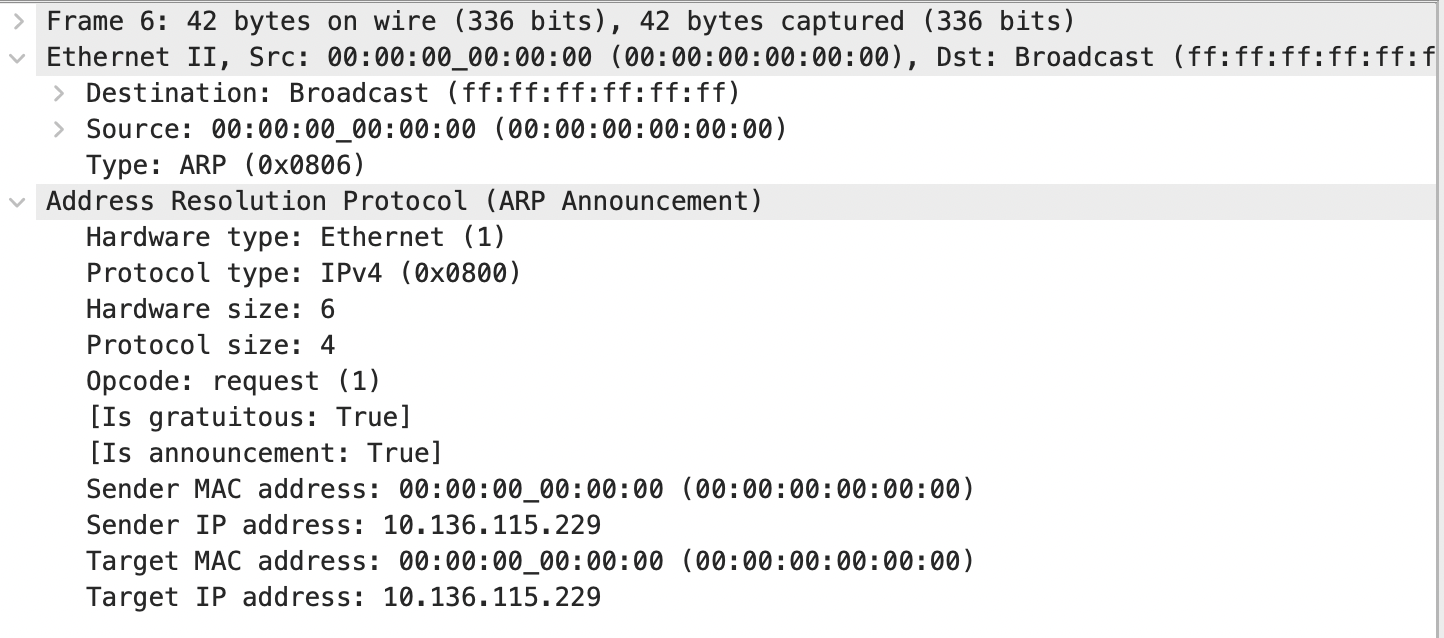 Frame 6: 42 bytes on wire (336 bits), 42 bytes captured (336 bits)
Ethernet II, Src: 00:00:00_00:00:00 (00:00:00:00:00:00), Dst: Broadcast (ff:ff:ff:ff:ff:f
Destination: Broadcast (ff:ff:ff:ff:ff:ff)
Source: 00:00:00_00:00:00 (00:00:00:00:00:00)
Type: ARP (0x0806)
Address Resolution Protocol (ARP Announcement)
Hardware type: Ethernet (1)
Protocol type: IPv4 (0x0800)
Hardware size: 6
Protocol size: 4
Opcode: request (1)
[Is gratuitous: True]
[Is announcement: True]
Sender MAC address: 00:00:00_00:00:00 (00:00:00:00:00:00)
Sender IP address: 10.136.115.229
Target MAC address: 00:00:00_00:00:00 (00:00:00:00:00:00)
Target IP address: 10.136.115.229